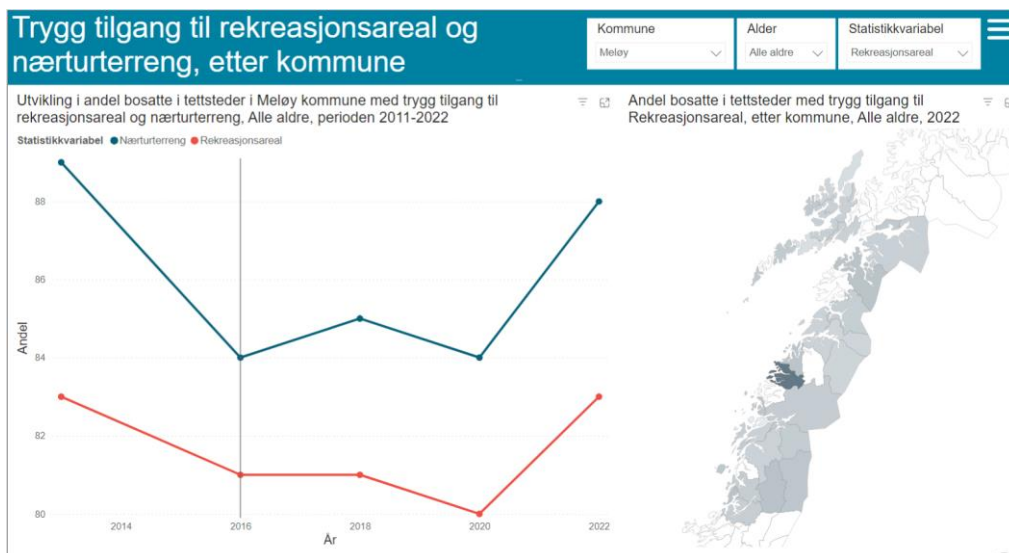 Trygg tilgang til rekreasjonsareal og
nærturterreng, etter kommune
Kommune
Meløy
Alder
Alle aldre
Statistikkvariabel
Rekreasjonsareal
Utvikling i andel bosatte i tettsteder i Meløy kommune med trygg tilgang til
rekreasjonsareal og nærturterreng, Alle aldre, perioden 2011-2022
Statistikkvariabel Nærturterreng Rekreasjonsareal
88
86
84
82
80
Andel
2014
2016
2018
2020
2022
År
Andel bosatte i tettsteder med trygg tilgang til
Rekreasjonsareal, etter kommune, Alle aldre, 2022